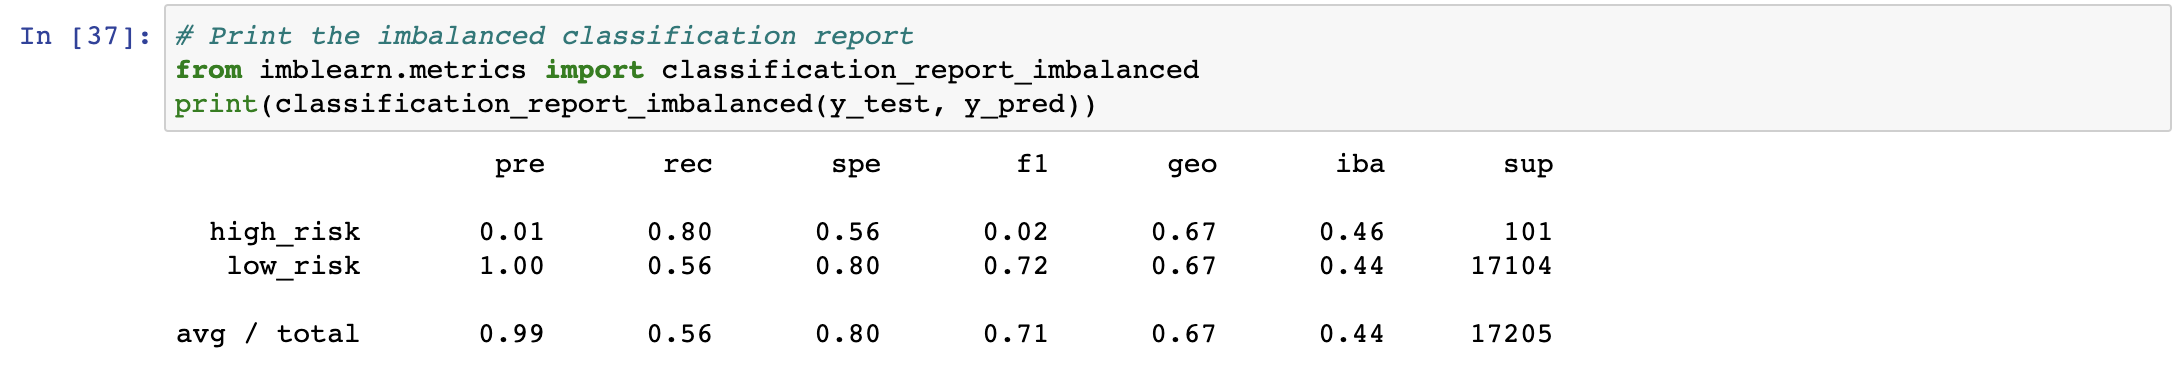 In [37]: # Print the imbalanced classification report
from imblearn.metrics import classification_report_imbalanced
print(classification_report_imbalanced(y_test, y_pred))
pre rec spe f1 geo iba sup
high_risk 0.01 0.80 0.56 0.02 0.67 0.46 101
low_risk 1.00 0.56 0.80 0.72 0.67 0.44 17104
avg / total 0.99 0.56 0.80 0.71 0.67 0.44 17205